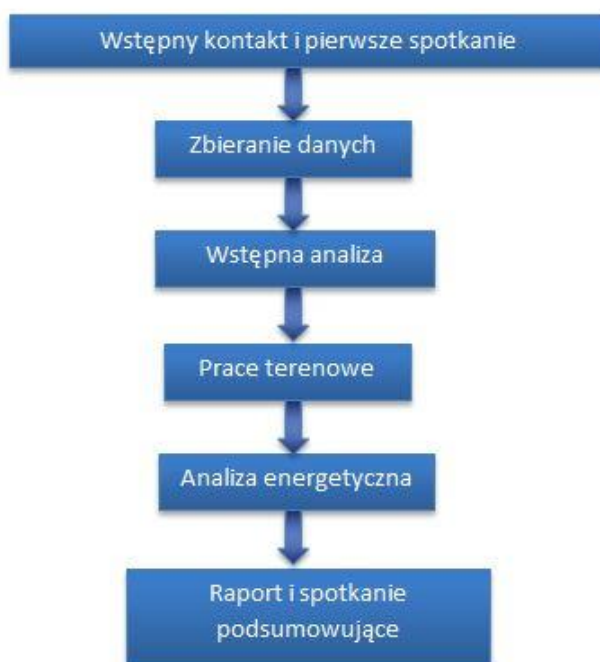 Wstępny kontakt i pierwsze spotkanie
Zbieranie danych
Wstępna analiza
Prace terenowe
Analiza energetyczna
Raport i spotkanie
podsumowujące